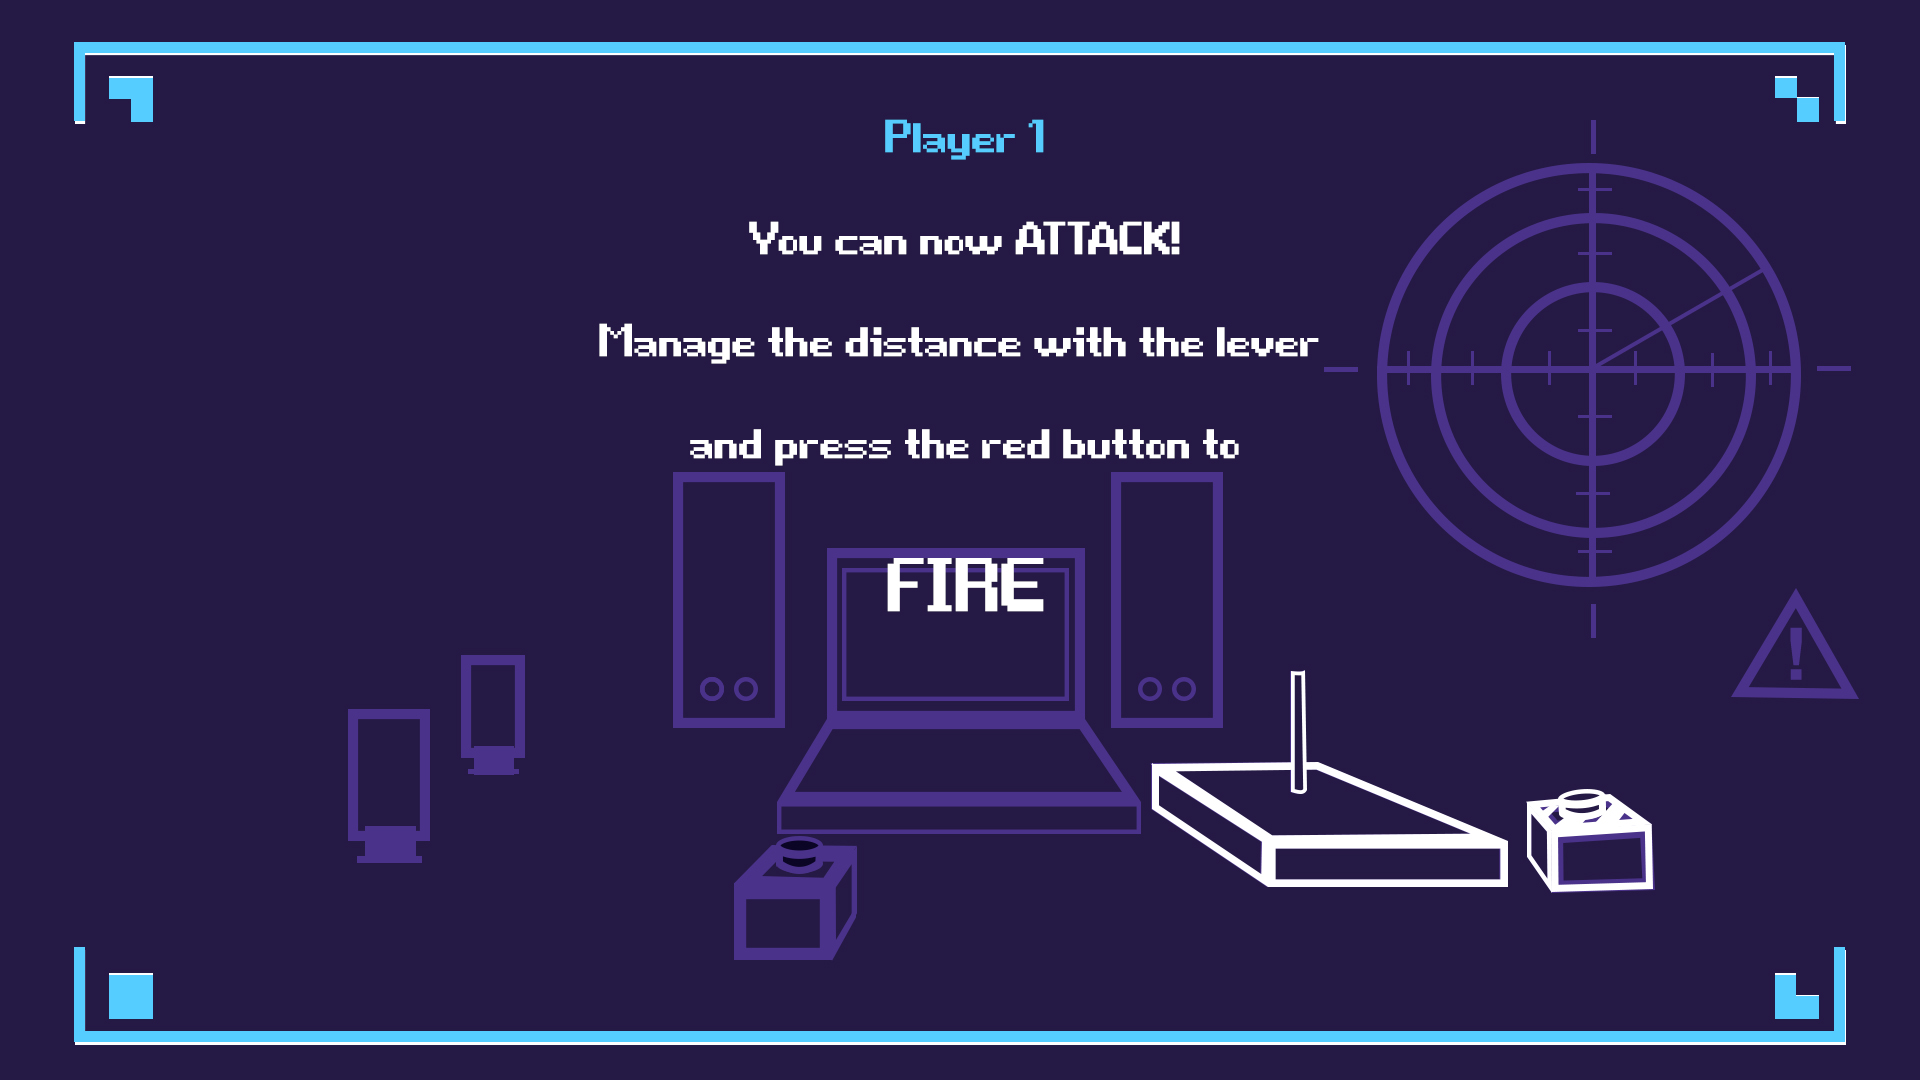 Player 1
You can now ATTACK!
Manage the distance with the lever
and press the red button to
FIRE
!